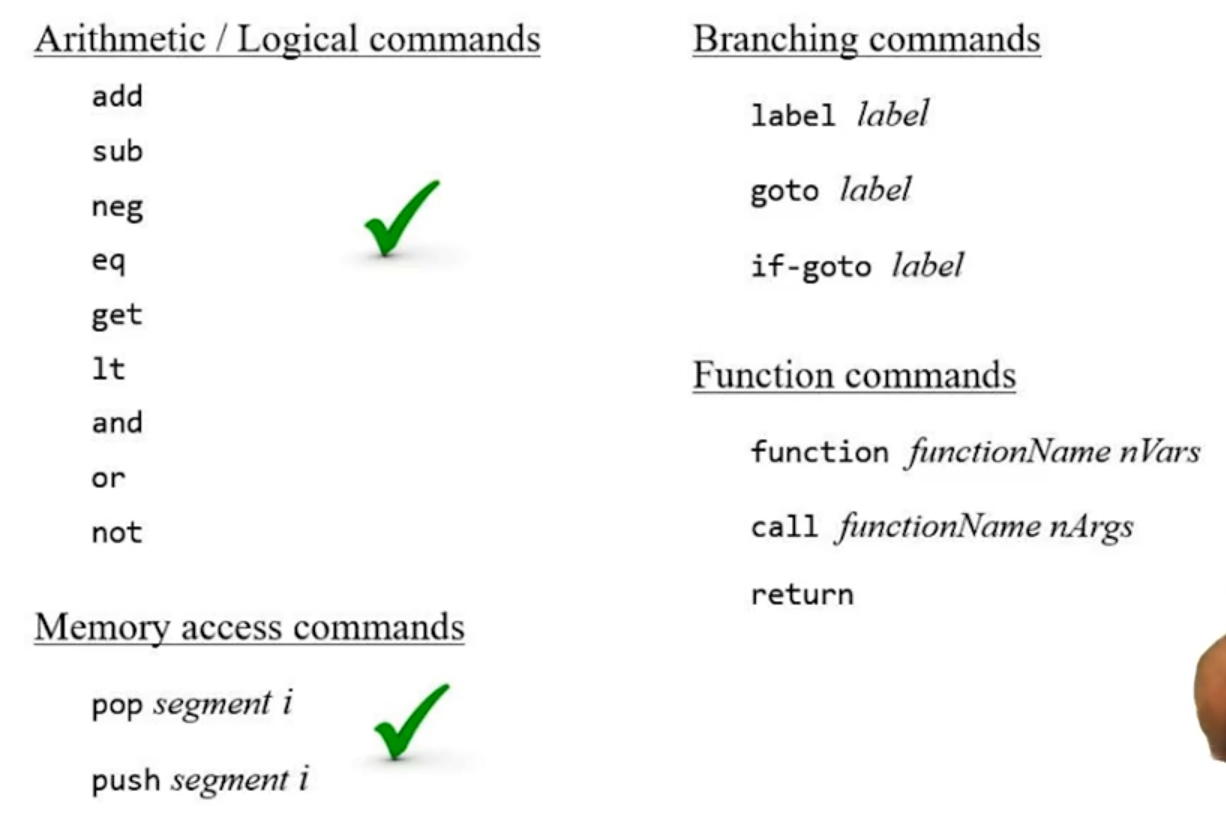 Arithmetic / Logical commands
add
sub
neg
eq
get
lt
and
or
not
Memory access commands
pop segment i
push segment i
Branching commands
label label
goto label
if-goto label
Function commands
function functionName nVars
call functionName nArgs
return